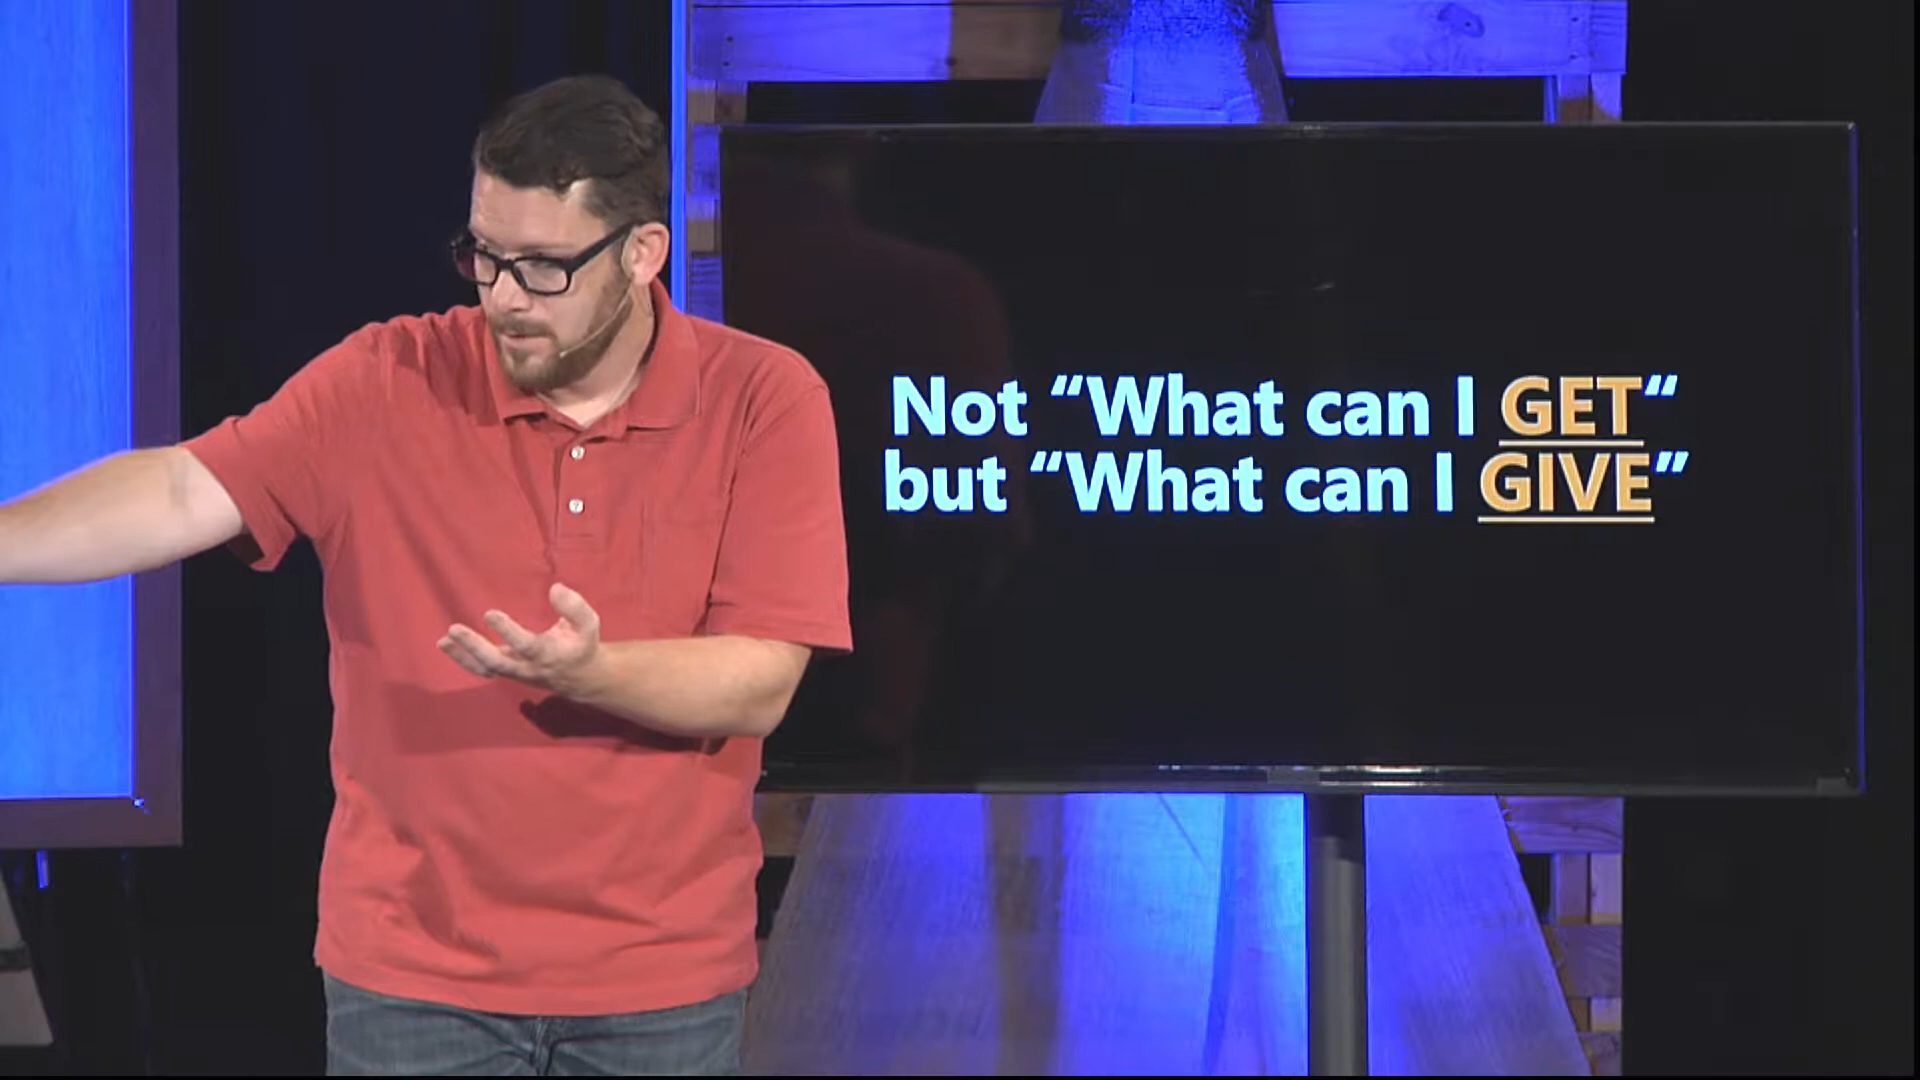 Not “What can I GET“
but “What can I GIVE”